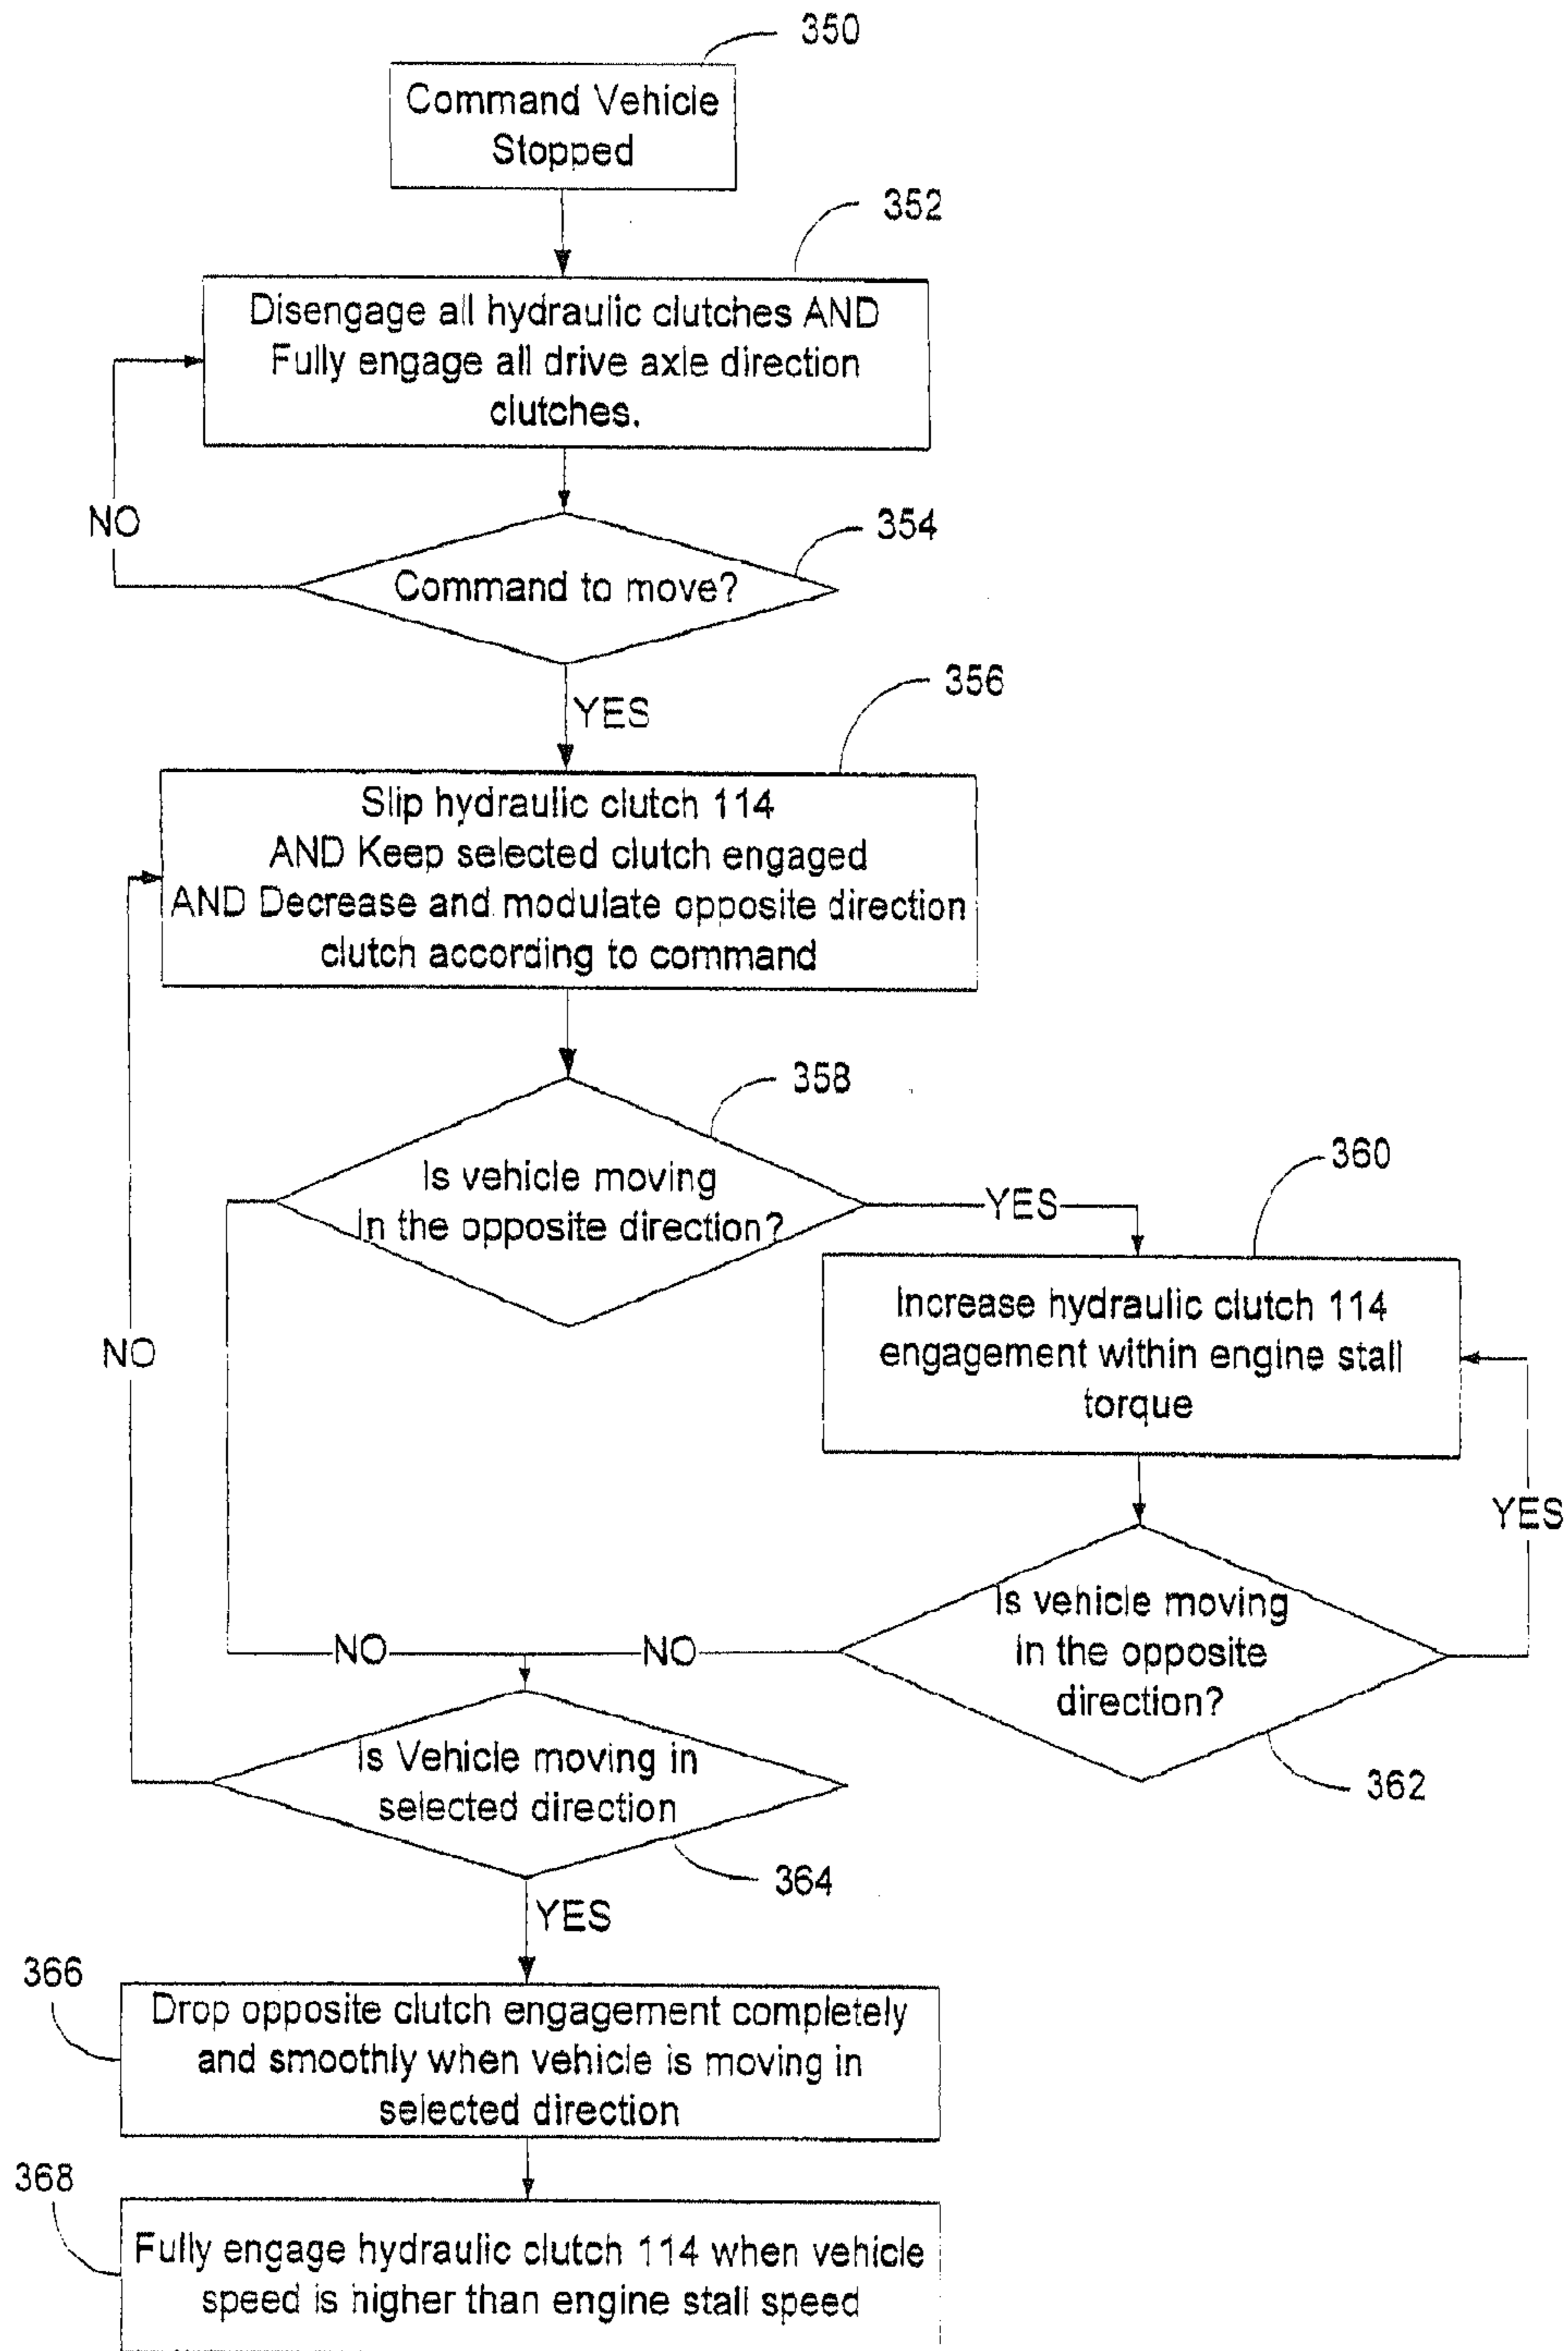 350
Command Vehicle
Stopped
352
Disengage all hydraulic clutches AND
Fully engage all drive axle direction
clutches.
NO
354
Command to move?
YES
356
Slip hydraulic clutch 114
AND Keep selected clutch engaged
AND Decrease and modulate opposite direction
clutch according to command
358
Is vehicle moving
in the opposite direction?
YES
360
Increase hydraulic clutch 114
engagement within engine stall
torque
NO
YES
Is vehicle moving
in the opposite
direction?
362
NO
NO
Is Vehicle moving in
selected direction
364
YES
366
Drop opposite clutch engagement completely
and smoothly when vehicle is moving in
selected direction
368
Fully engage hydraulic clutch 114 when vehicle
speed is higher than engine stall speed